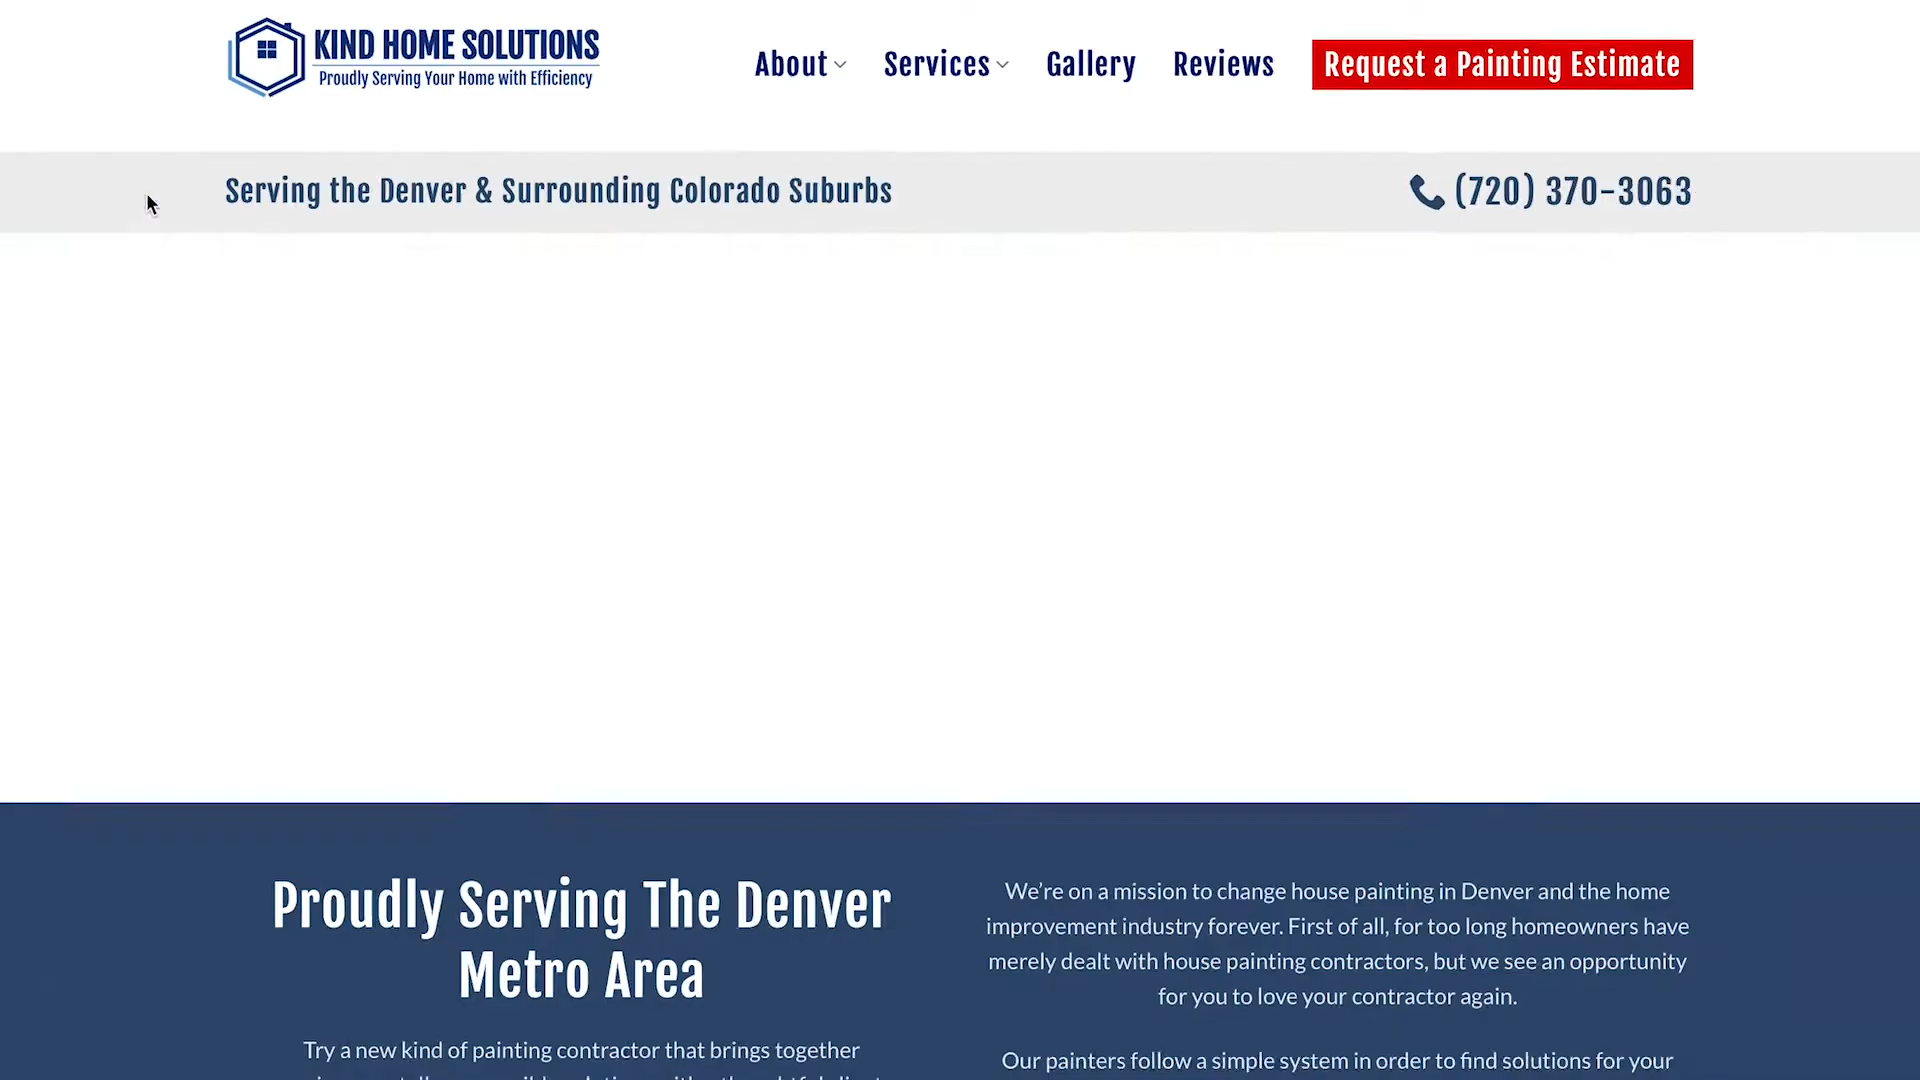 KIND HOME SOLUTIONS
Proudly Serving Your Home with Efficiency
About
Services
Gallery
Reviews
Request a Painting Estimate
Serving the Denver & Surrounding Colorado Suburbs
(720) 370-3063
Proudly Serving The Denver
Metro Area
Try a new kind of painting contractor that brings together
We’re on a mission to change house painting in Denver and the home
improvement industry forever. First of all, for too long homeowners have
merely dealt with house painting contractors, but we see an opportunity
for you to love your contractor again.
Our painters follow a simple system in order to find solutions for your